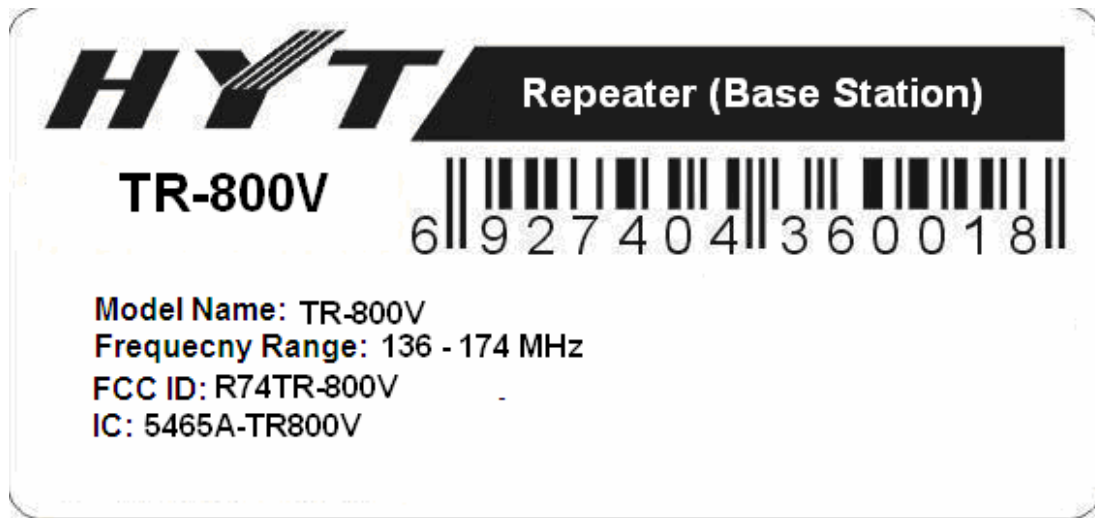 HYT
Repeater (Base Station)
TR-800V
6 927404 360018
Model Name: TR-800V
Frequecny Range: 136 - 174 MHz
FCC ID: R74TR-800V
IC: 5465A-TR800V